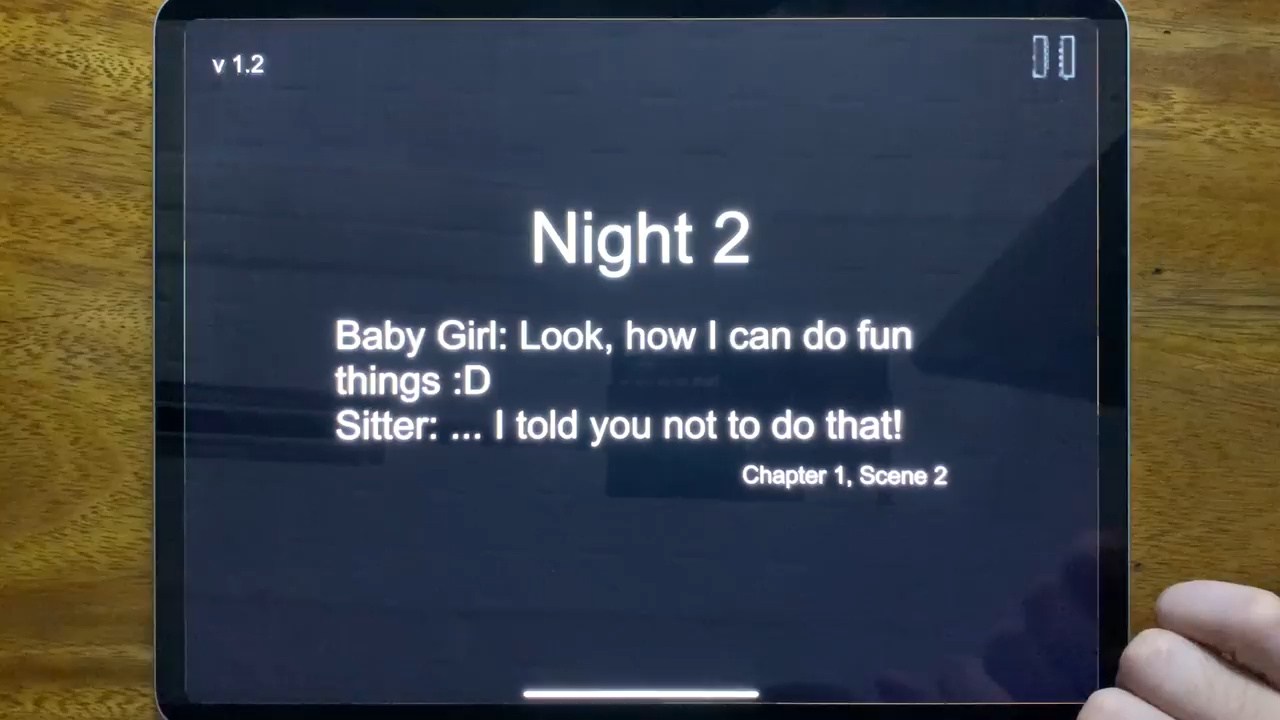 v 1.2
Night 2
Baby Girl: Look, how I can do fun
things :D
Sitter: ... I told you not to do that!
Chapter 1, Scene 2